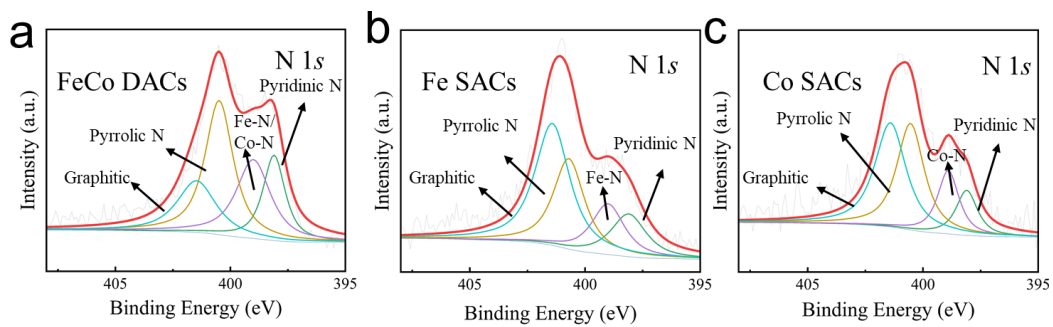 a
FeCo DACs
N 1s
Pyridinic N
Fe-N/
Co-N
Pyrrolic N
Graphitic
Intensity (a.u.)
405
400
395
Binding Energy (eV)
b
Fe SACs
N 1s
Pyrrolic N
Pyridinic N
Fe-N
Graphitic
Intensity (a.u.)
405
400
395
Binding Energy (eV)
c
Co SACs
N 1s
Pyrrolic N
Pyridinic N
Co-N
Graphitic
Intensity (a.u.)
405
400
395
Binding Energy (eV)